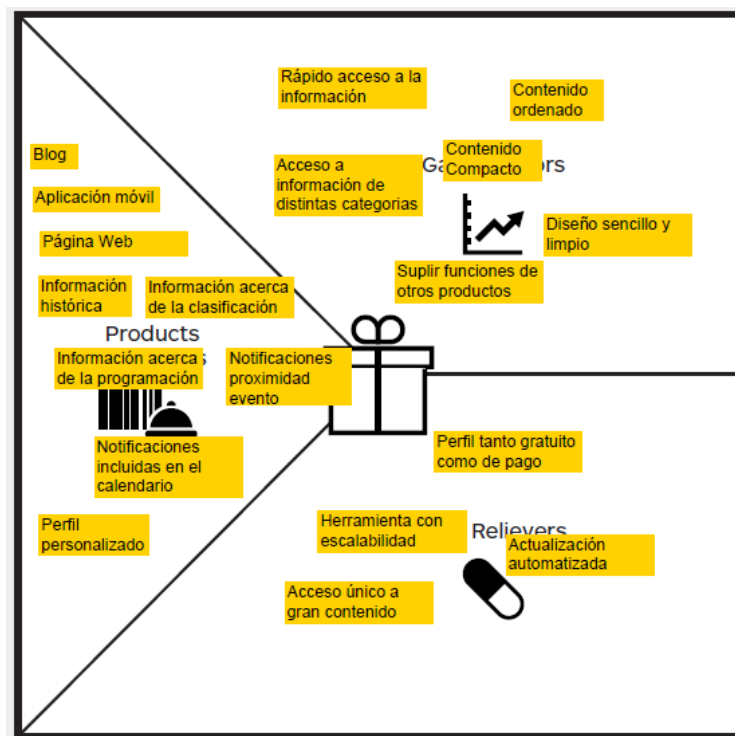 Rápido acceso a la
información
Contenido
ordenado
Contenido
Compacto
Acceso a
información de
distintas categorias
Diseño sencillo y
limpio
Suplir funciones de
otros productos
Blog
Aplicación móvil
Página Web
Información
histórica
Información acerca
de la clasificación
Products
Información acerca
de la programación
Notificaciones
proximidad
evento
Notificaciones
incluidas en el
calendario
Perfil
personalizado
Perfil tanto gratuito
como de pago
Herramienta con
escalabilidad
Relievers
Actualización
automatizada
Acceso único a
gran contenido